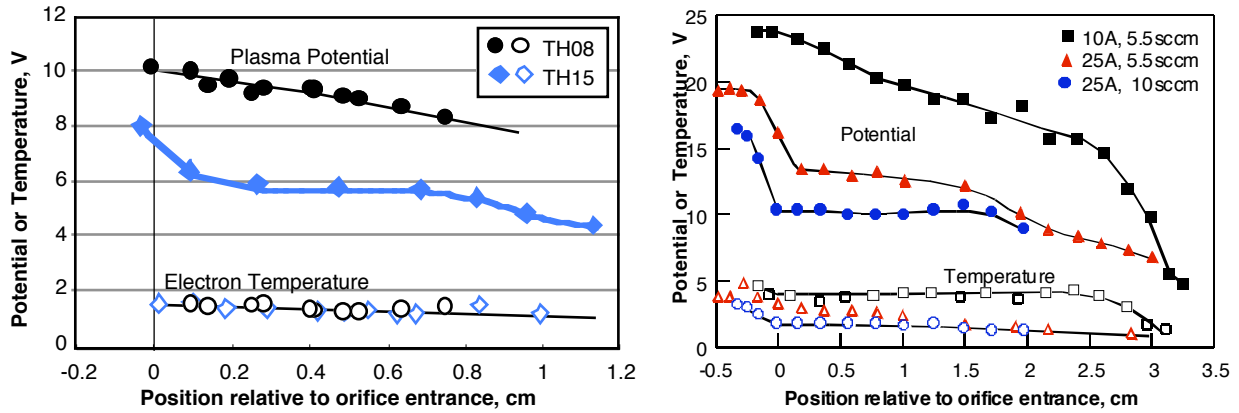 Potential or Temperature, V
12
10
8
6
4
2
0
-0.2
0
0.2
0.4
0.6
0.8
1
1.2
Position relative to orifice entrance, cm
Plasma Potential
Electron Temperature
TH08
TH15
Potential or Temperature, V
25
20
15
10
5
0
-0.5
0
0.5
1
1.5
2
2.5
3
3.5
Position relative to orifice entrance, cm
10A, 5.5sccm
25A, 5.5sccm
25A, 10sccm
Potential
Temperature